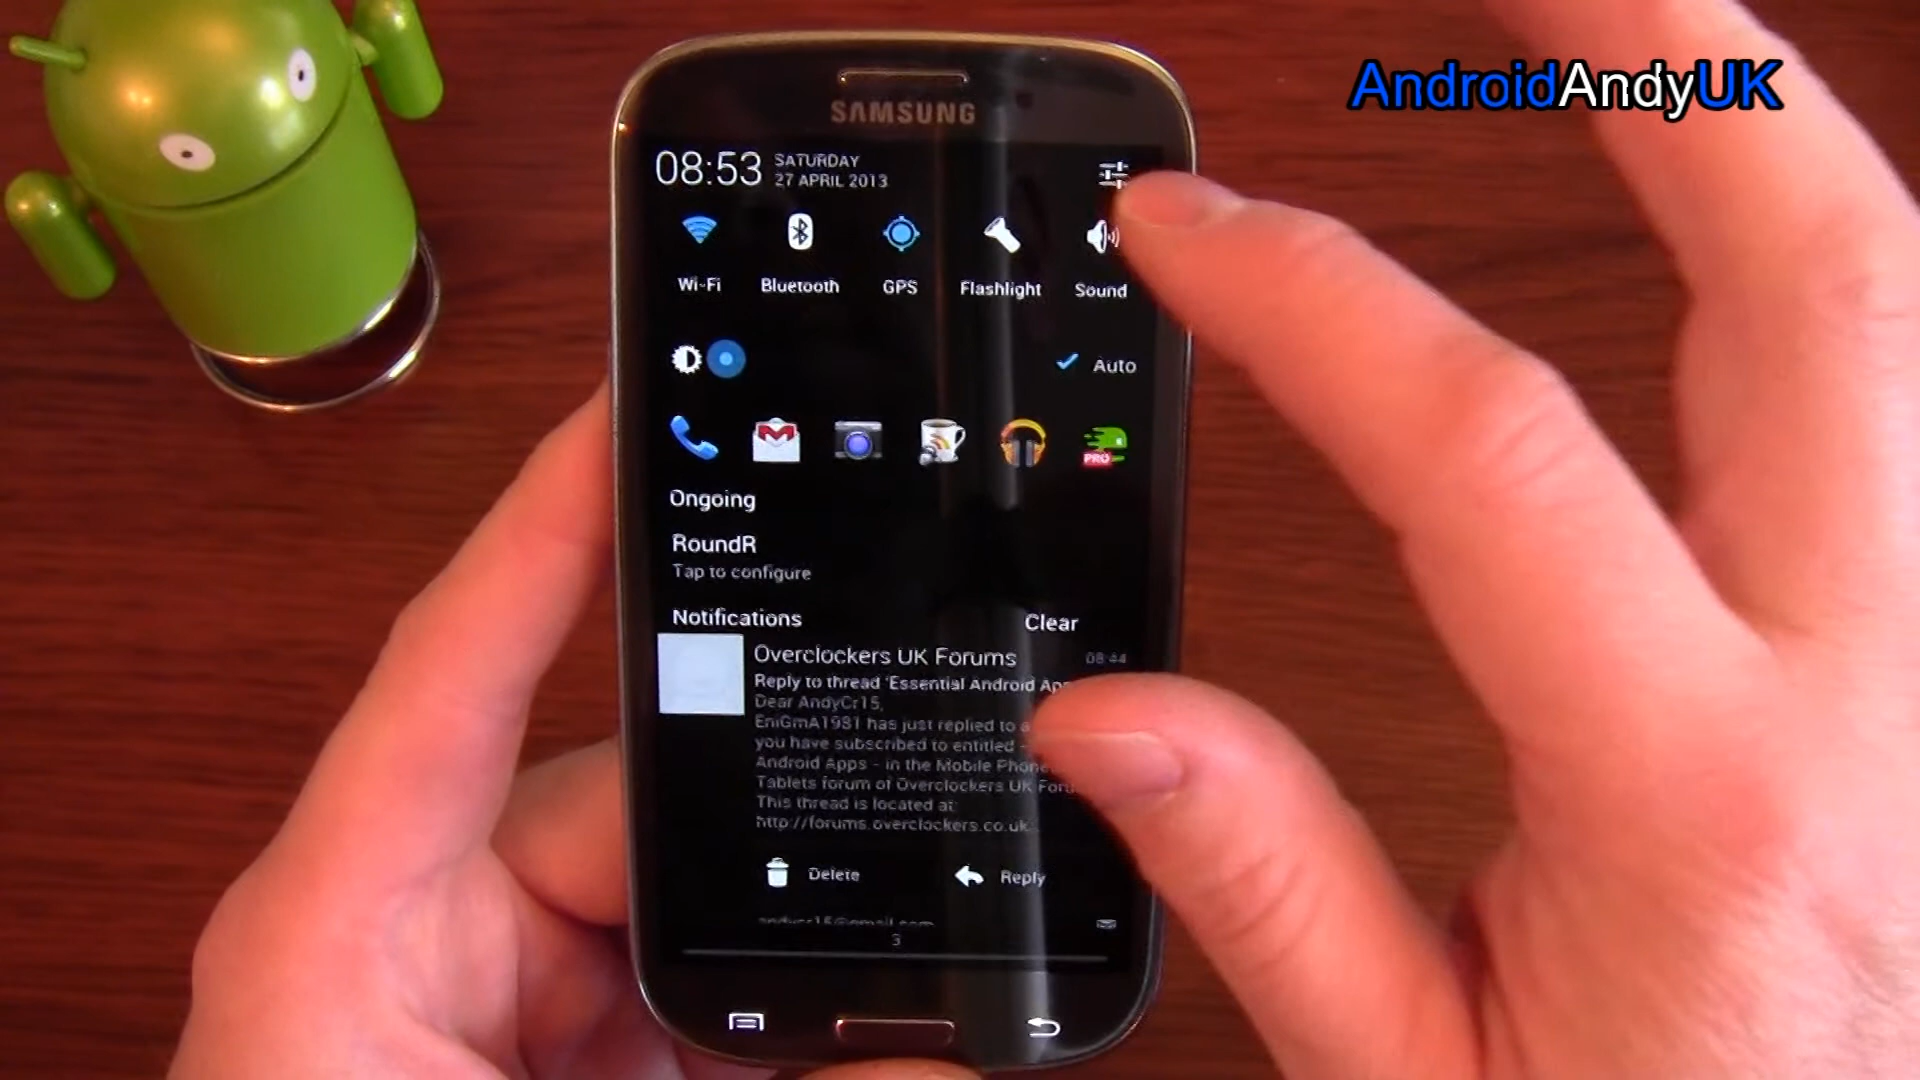 AndroidAndyUK
SAMSUNG
08:53
SATURDAY
27 APRIL 2013
Wi-Fi
Bluetooth
GPS
Flashlight
Sound
Auto
PRO
Ongoing
RoundR
Tap to configure
Notifications
Clear
Overclockers UK Forums
08:44
Reply to thread 'Essential Android
Dear AndyCr15,
EniGmA1981 has just replied to a
you have subscribed to entitled -
Android Apps - in the Mobile Phone
Tablets forum of Overclockers UK
This thread is located at:
http://forums.overclockers.co.uk
Delete
Reply
andycr15@gmail.com
3